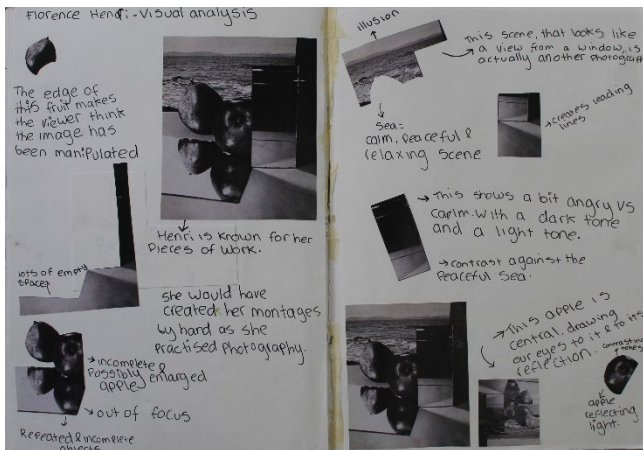 Florence Henri - Visual analysis
The edge of
this fruit makes
the viewer think
the image has
been manipulated
Henri is known for her
pieces of work.
lots of empty
space
She would have
created her montages
by hand as she
practised photography.
→ incomplete &
possibly enlarged
apple
→ out of focus
Repeated & incomplete
objects
illusion
→ This scene, that looks like
a view from a window, is
actually another photograph
Sea:
calm, peaceful &
relaxing scene
→ creates leading
lines
→ This shows a bit angry vs
calm. With a dark tone
and a light tone.
→ contrast against the
peaceful sea.
→ This apple is
central, drawing
our eyes to it & to its
reflection.
contrasting
tones
apple
reflecting
light.